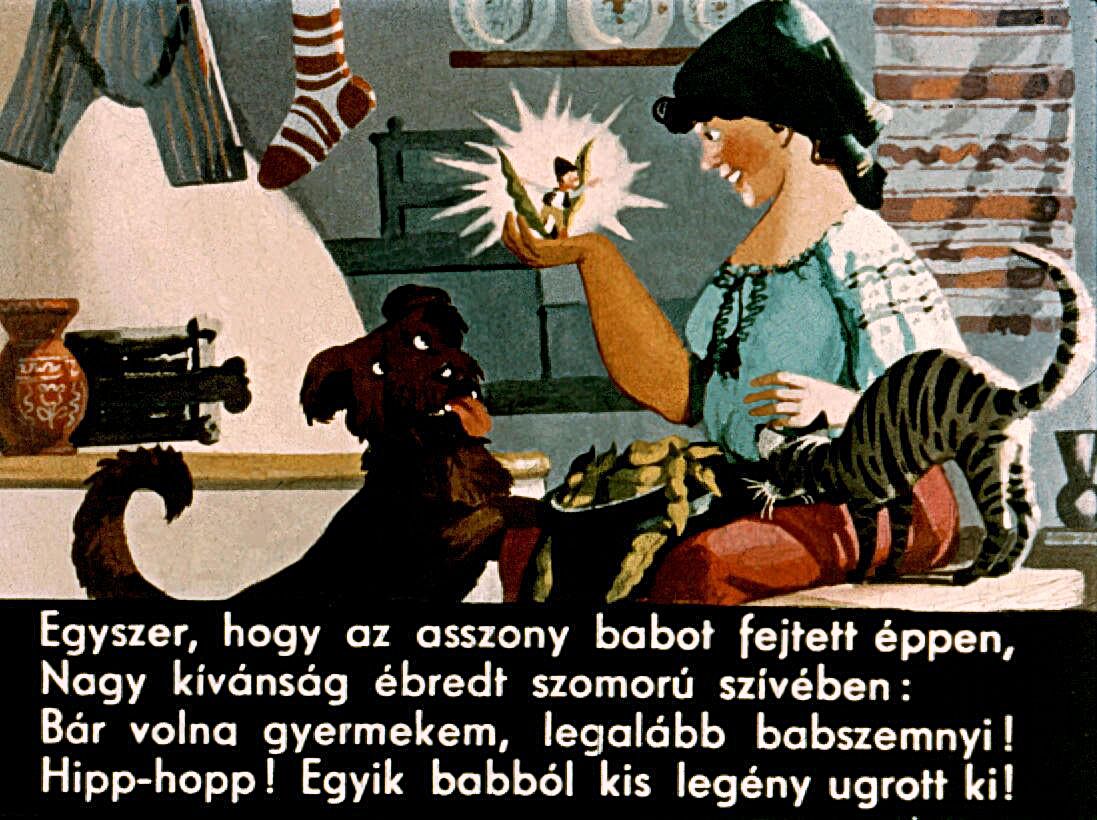 Egyszer, hogy az asszony babot fejtett éppen,
Nagy kívánság ébredt szomorú szívében:
Bár volna gyermekem, legalább babszemnyi!
Hipp-hopp! Egyik babból kis legény ugrott ki!